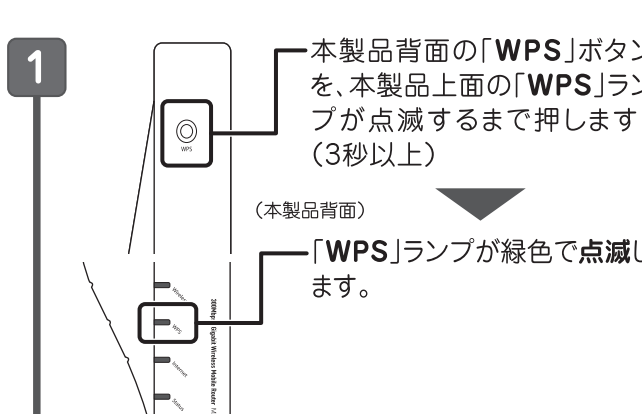 1
本製品背面の「WPSボタン
を、本製品上面の「WPS」ラン
プが点滅するまで押します
（3秒以上）
WPS
（本製品背面）
「WPS」ランプが緑色で点滅し
ます。
Wireless
WPS
Internet
Status
300Mbps Gigabit Wireless Mobile Router